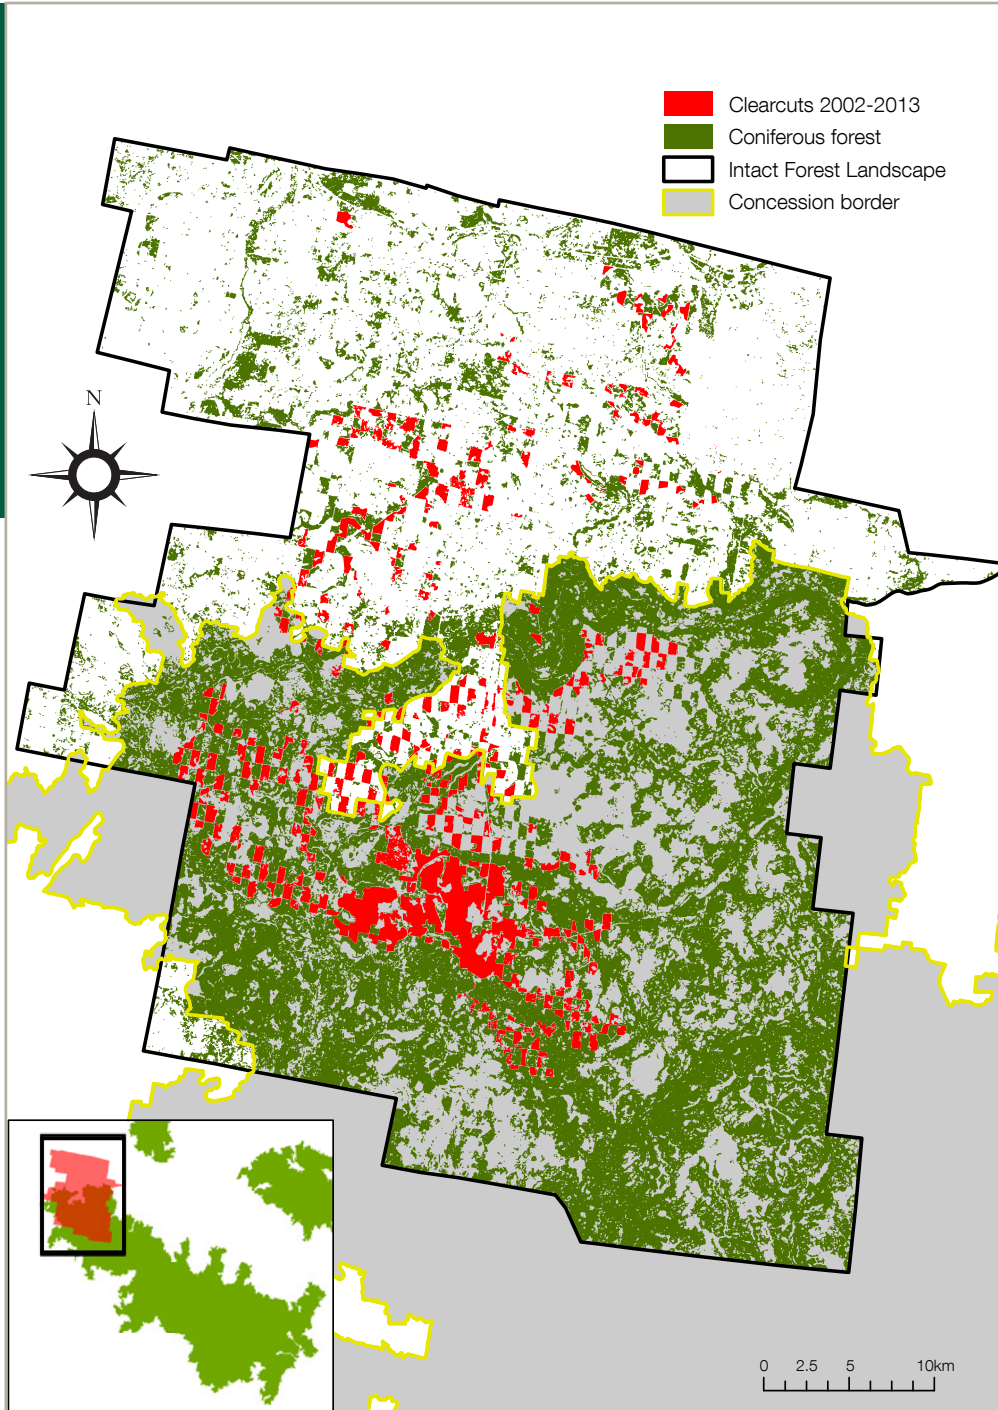 Clearcuts 2002-2013
Coniferous forest
Intact Forest Landscape
Concession border
N
0 2.5 5 10km